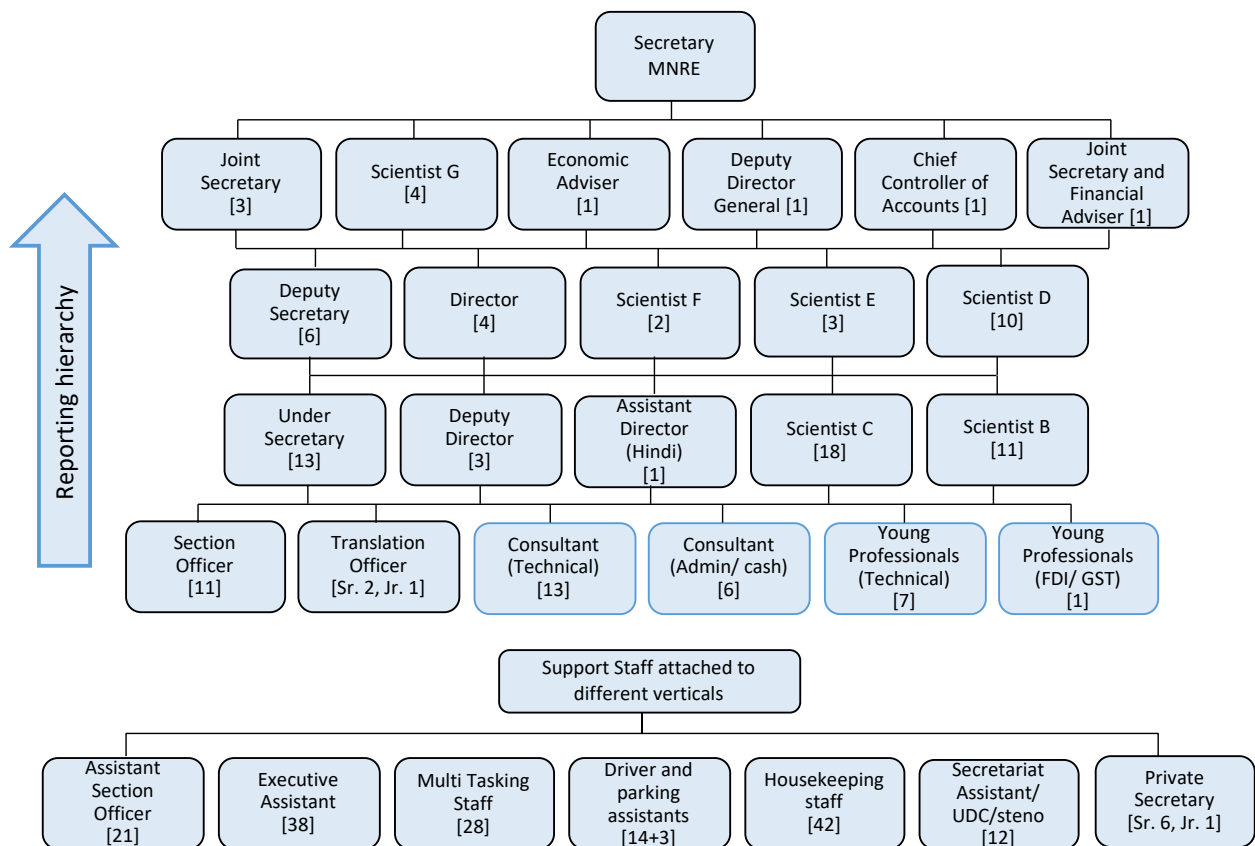 Secretary
MNRE
Joint
Secretary
[3]
Scientist G
[4]
Economic
Adviser
[1]
Deputy
Director
General [1]
Chief
Controller of
Accounts [1]
Joint
Secretary and
Financial
Adviser [1]
Reporting hierarchy
Deputy
Secretary
[6]
Director
[4]
Scientist F
[2]
Scientist E
[3]
Scientist D
[10]
Under
Secretary
[13]
Deputy
Director
[3]
Assistant
Director
(Hindi)
[1]
Scientist C
[18]
Scientist B
[11]
Section
Officer
[11]
Translation
Officer
[Sr. 2, Jr. 1]
Consultant
(Technical)
[13]
Consultant
(Admin/ cash)
[6]
Young
Professionals
(Technical)
[7]
Young
Professionals
(FDI/ GST)
[1]
Support Staff attached to
different verticals
Assistant
Section
Officer
[21]
Executive
Assistant
[38]
Multi Tasking
Staff
[28]
Driver and
parking
assistants
[14+3]
Housekeeping
staff
[42]
Secretariat
Assistant/
UDC/steno
[12]
Private
Secretary
[Sr. 6, Jr. 1]